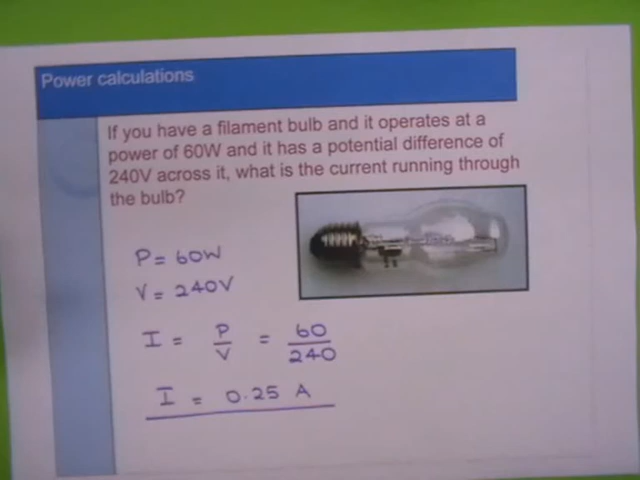 Power calculations
If you have a filament bulb and it operates at a
power of 60W and it has a potential difference of
240V across it, what is the current running through
the bulb?
P = 60W
V = 240V
I = P/V = 60/240
I = 0.25 A